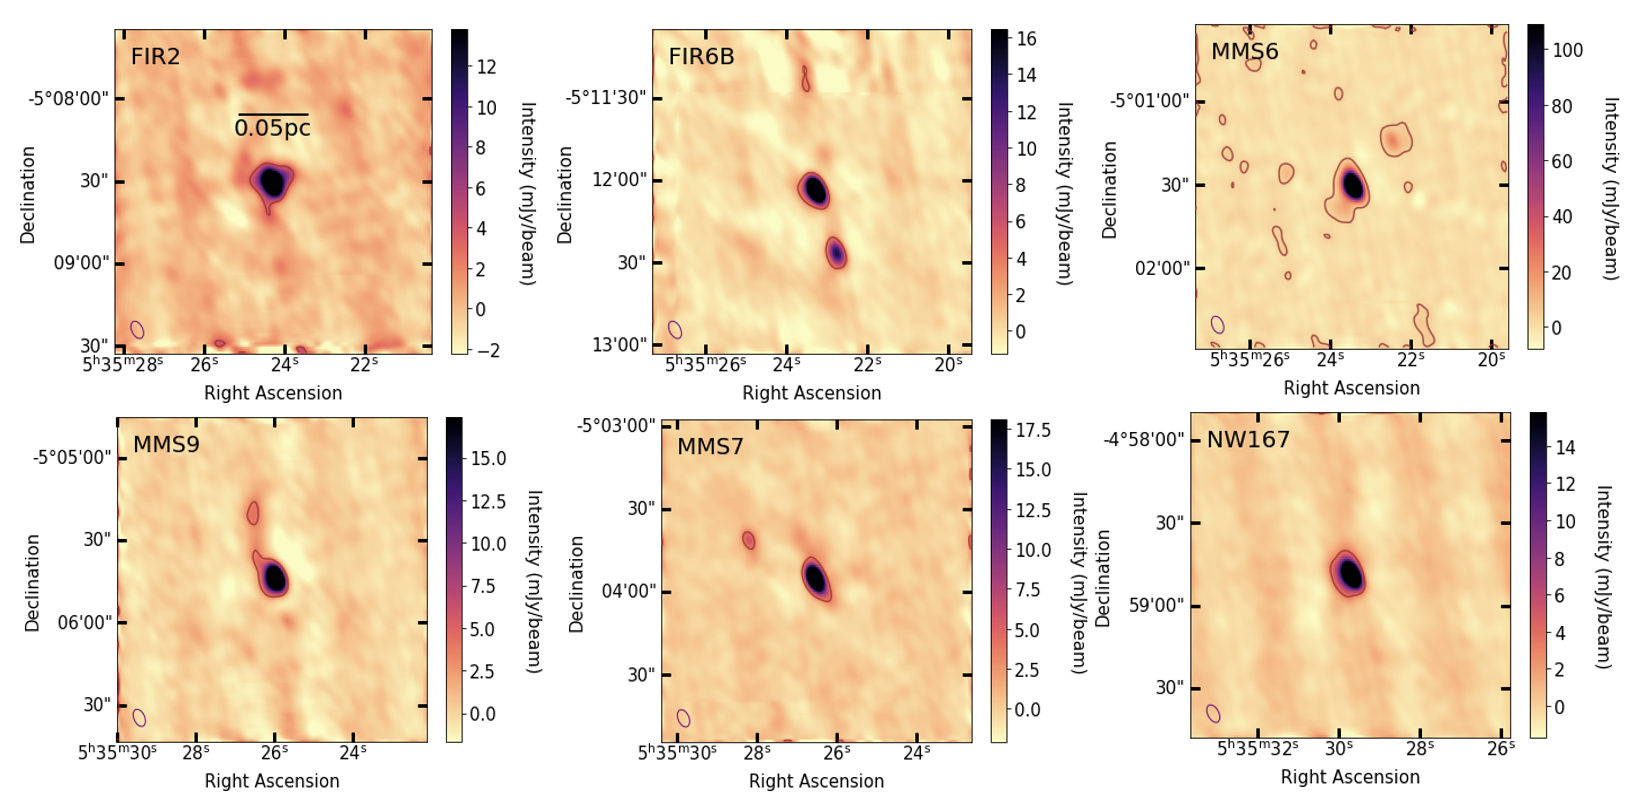 FIR2
0.05pc
-5°08'00"
30"
09'00"
30"
5ʰ35ᵐ28ˢ 26ˢ 24ˢ 22ˢ
Right Ascension
Declination
12
10
8
6
4
2
0
−2
Intensity (mJy/beam)
FIR6B
-5°11'30"
12'00"
30"
13'00"
5ʰ35ᵐ26ˢ 24ˢ 22ˢ 20ˢ
Right Ascension
Declination
16
14
12
10
8
6
4
2
0
Intensity (mJy/beam)
MMS6
-5°01'00"
30"
02'00"
5ʰ35ᵐ26ˢ 24ˢ 22ˢ 20ˢ
Right Ascension
Declination
100
80
60
40
20
0
Intensity (mJy/beam)
MMS9
-5°05'00"
30"
06'00"
30"
5ʰ35ᵐ30ˢ 28ˢ 26ˢ 24ˢ
Right Ascension
Declination
15.0
12.5
10.0
7.5
5.0
2.5
0.0
Intensity (mJy/beam)
MMS7
-5°03'00"
30"
04'00"
30"
5ʰ35ᵐ30ˢ 28ˢ 26ˢ 24ˢ
Right Ascension
Declination
17.5
15.0
12.5
10.0
7.5
5.0
2.5
0.0
Intensity (mJy/beam)
NW167
-4°58'00"
30"
59'00"
30"
5ʰ35ᵐ32ˢ 30ˢ 28ˢ 26ˢ
Right Ascension
Declination
14
12
10
8
6
4
2
0
Intensity (mJy/beam)